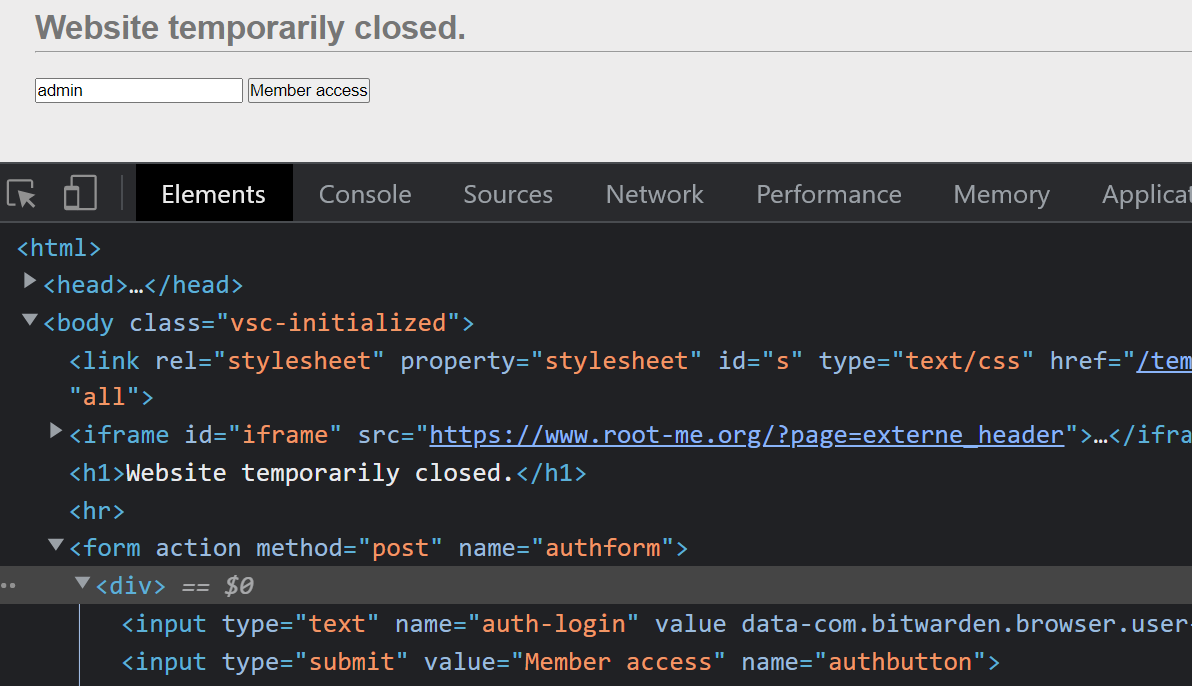 Website temporarily closed.
admin Member access
Elements Console Sources Network Performance Memory Applicat
<html>
<head>…</head>
<body class="vsc-initialized">
<link rel="stylesheet" property="stylesheet" id="s" type="text/css" href="/tem
"all">
<iframe id="iframe" src="https://www.root-me.org/?page=externe_header">…</ifra
<h1>Website temporarily closed.</h1>
<hr>
<form action method="post" name="authform">
<div> == $0
<input type="text" name="auth-login" value data-com.bitwarden.browser.user-
<input type="submit" value="Member access" name="authbutton">